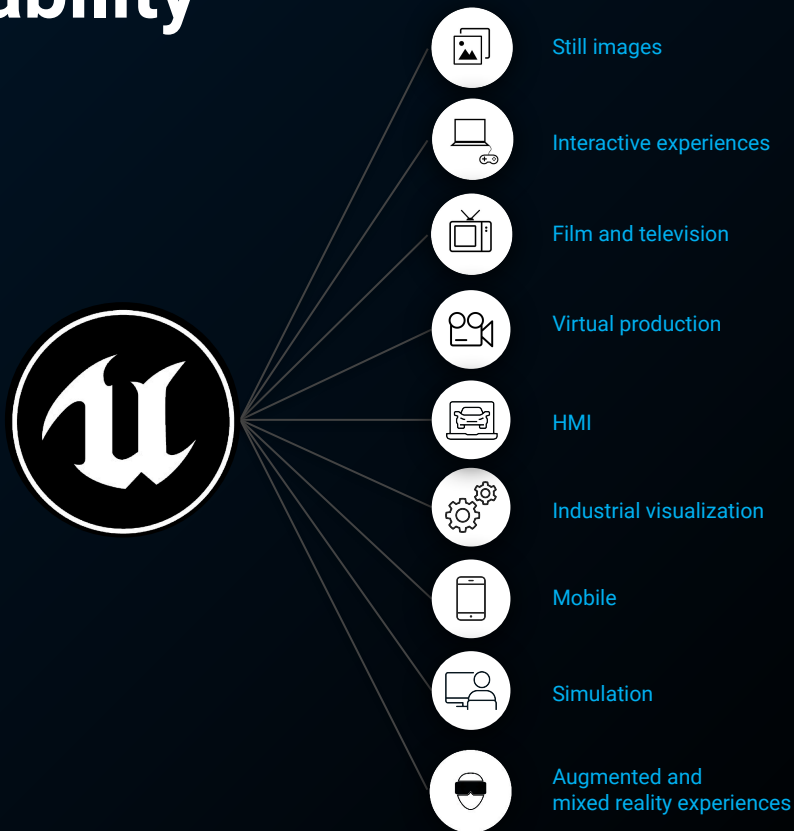 Still images
Interactive experiences
Film and television
Virtual production
HMI
Industrial visualization
Mobile
Simulation
Augmented and
mixed reality experiences